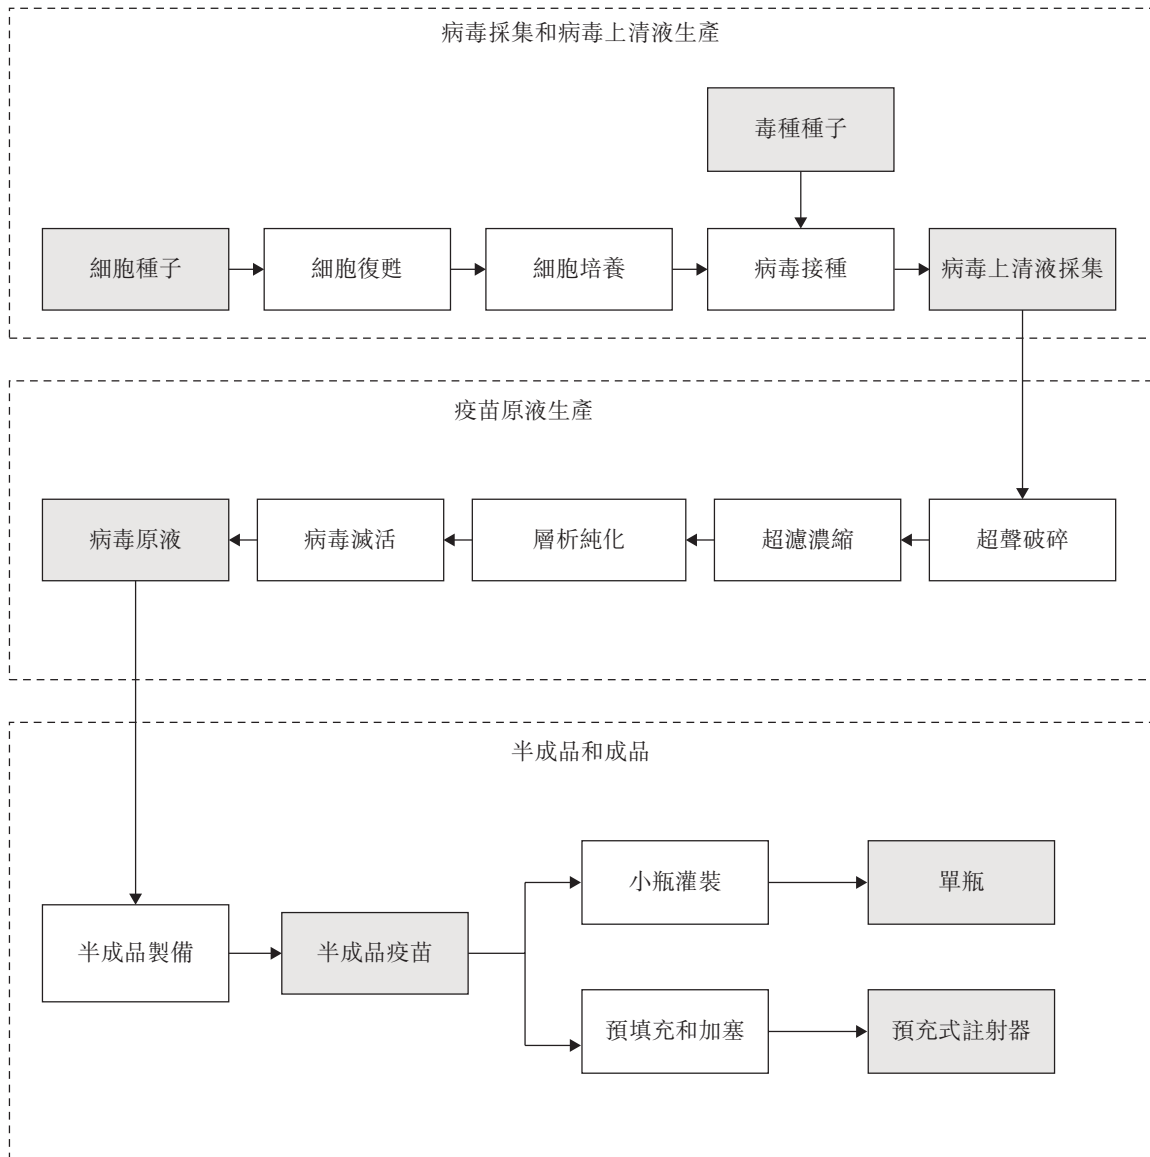 病毒採集和病毒上清液生產
毒種種子
細胞種子
細胞復甦
細胞培養
病毒接種
病毒上清液採集
疫苗原液生產
病毒原液
病毒滅活
層析純化
超濾濃縮
超聲破碎
半成品和成品
小瓶灌裝
單瓶
半成品製備
半成品疫苗
預填充和加塞
預充式註射器